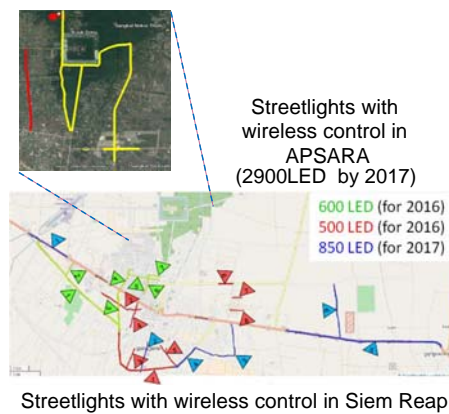 Streetlights with
wireless control in
APSARA
(2900LED by 2017)
600 LED (for 2016)
500 LED (for 2016)
850 LED (for 2017)
Streetlights with wireless control in Siem Reap